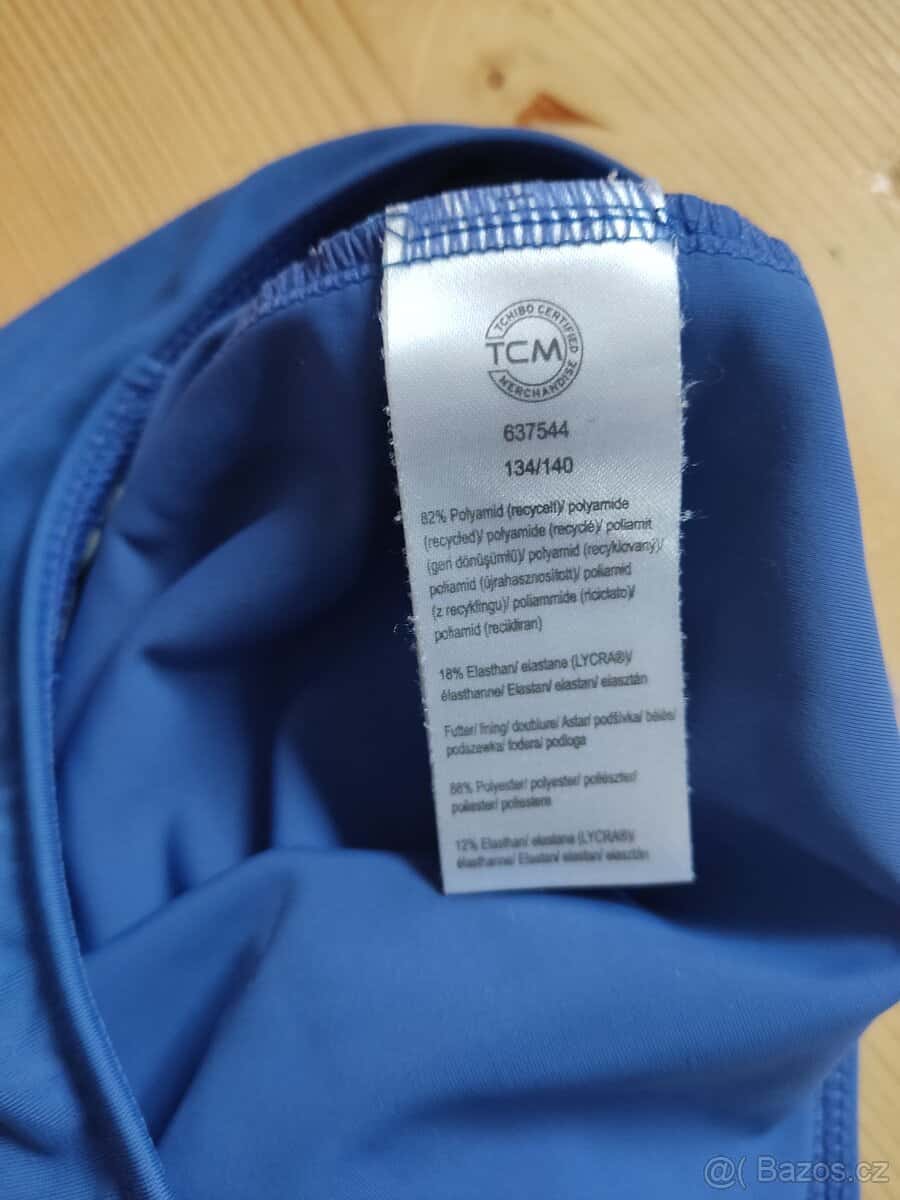 TCHIBO CERTIFIED
TCM
MERCHANDISE
637544
134/140
82% Polyamid (recycelt)/ polyamide
(recycled)/ polyamide (recyclé)/ poliamit
(geri dönüşümlü)/ polyamid (recyklovaný)/
poliamid (újrahasznosított)/ poliamid
(z recyklingu)/ poliammide (riciclato)/
poliamid (recikliran)
18% Elasthan/ elastane (LYCRA®)/
élasthanne/ Elastan/ elastan/ elasztán
Futter/ lining/ doublure/ Astar/ podšívka/ bélés/
podszewka/ fodera/ podloga
88% Polyester/ polyester/ poliészter/
poliester/ poliestere
12% Elasthan/ elastane (LYCRA®)/
élasthanne/ Elastan/ elastan/ elasztán
@( Bazos.cz